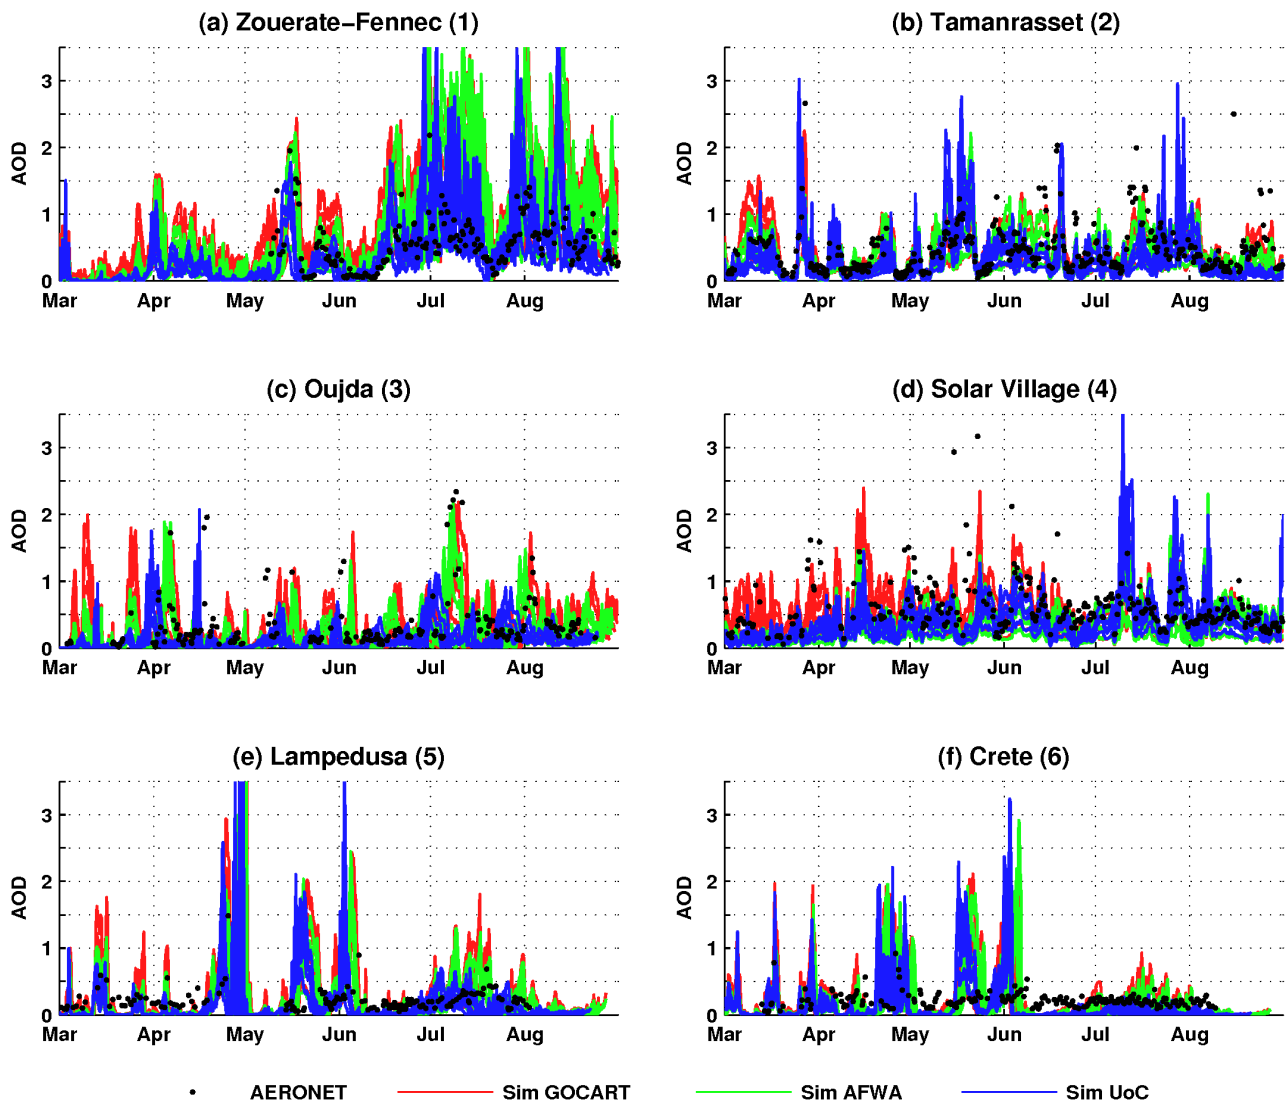 (a) Zouerate–Fennec (1)
AOD
3
2
1
0
Mar Apr May Jun Jul Aug
(b) Tamanrasset (2)
AOD
3
2
1
0
Mar Apr May Jun Jul Aug
(c) Oujda (3)
AOD
3
2
1
0
Mar Apr May Jun Jul Aug
(d) Solar Village (4)
AOD
3
2
1
0
Mar Apr May Jun Jul Aug
(e) Lampedusa (5)
AOD
3
2
1
0
Mar Apr May Jun Jul Aug
(f) Crete (6)
AOD
3
2
1
0
Mar Apr May Jun Jul Aug
AERONET Sim GOCART Sim AFWA Sim UoC